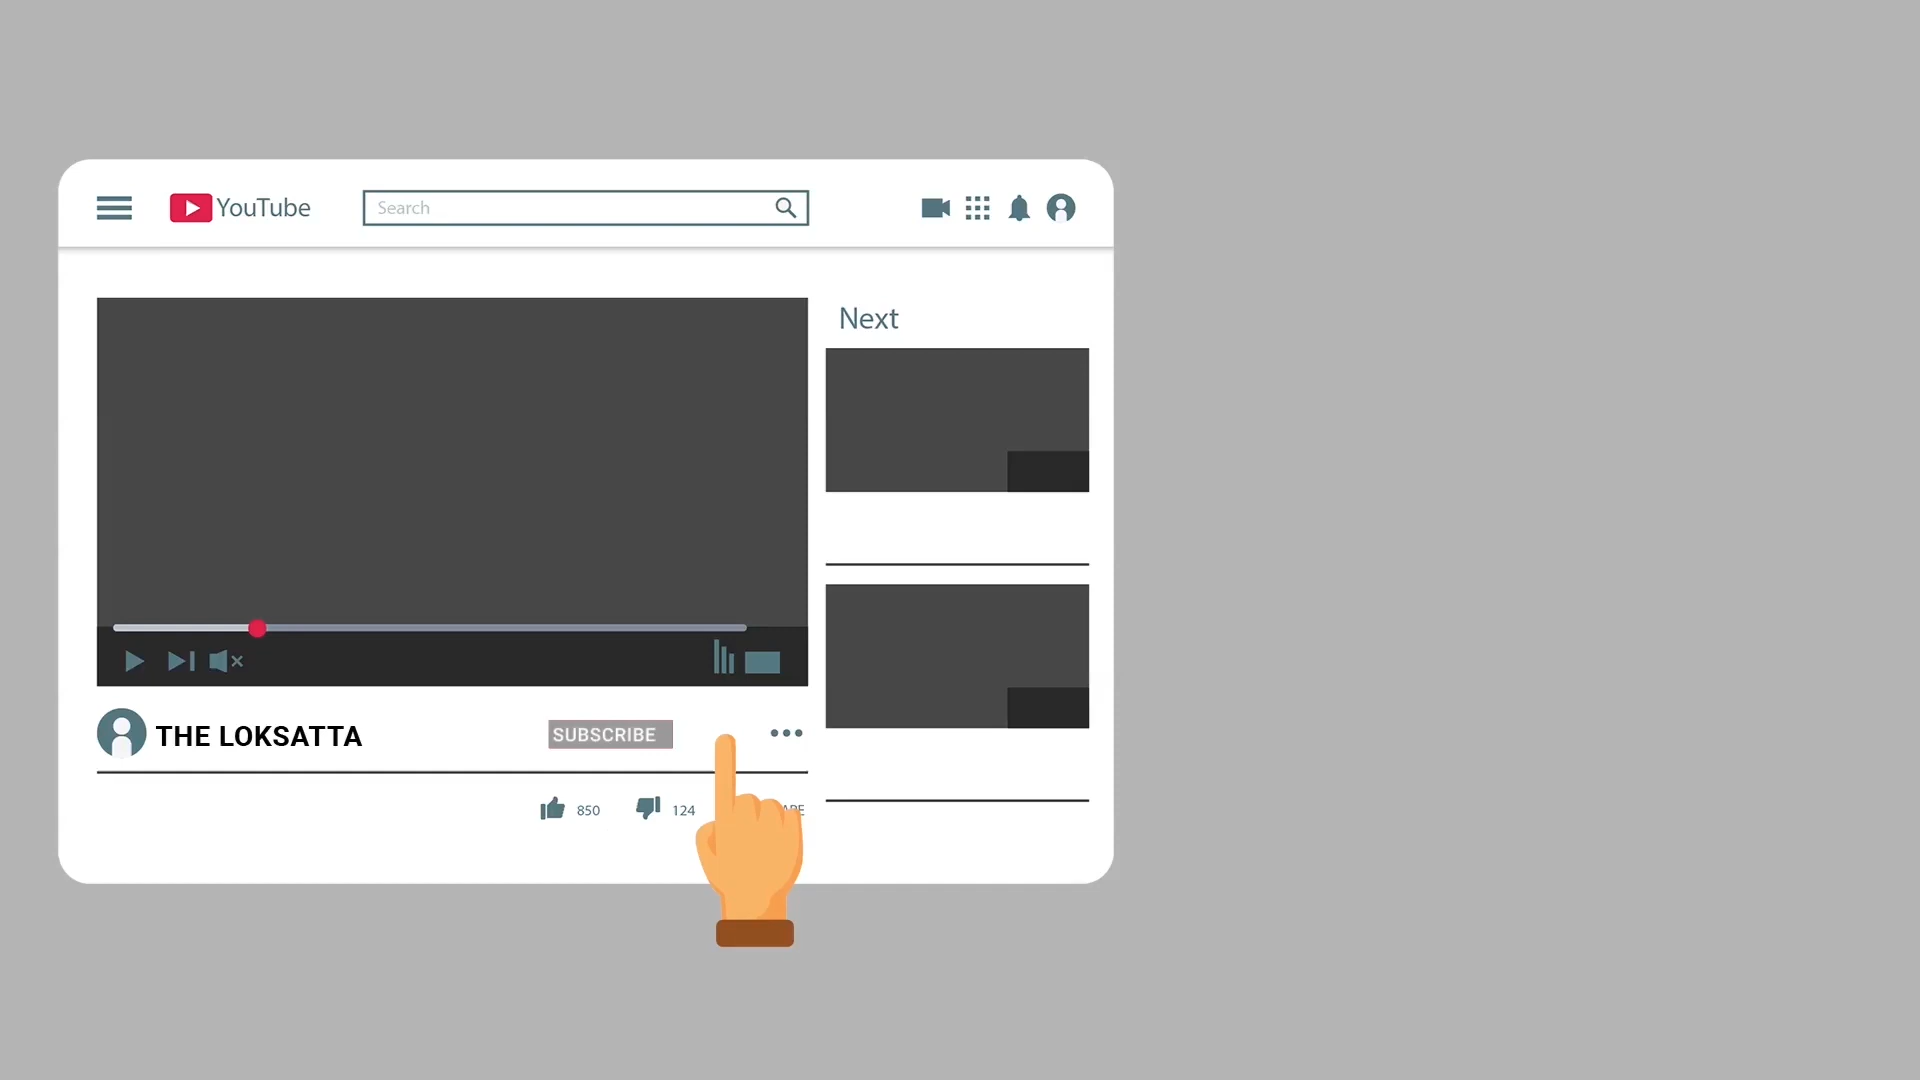 YouTube
Search
Next
THE LOKSATTA
SUBSCRIBE
850
124